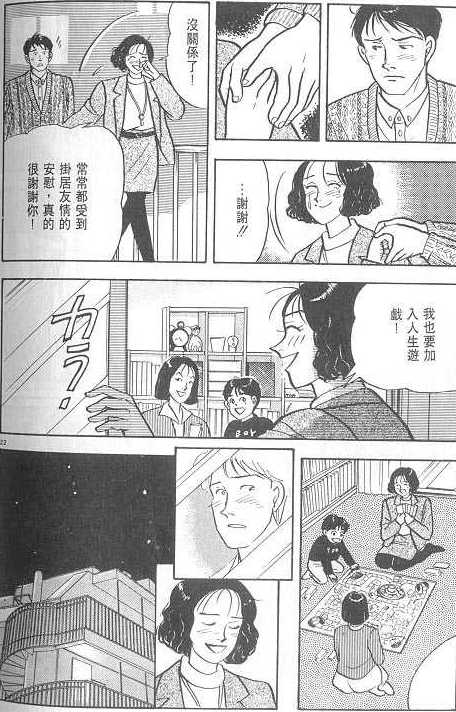 …謝謝!!
沒關係了！
常常都受到
掛居友情的
安慰，真的
很謝謝你！
我也要加
入人生遊
戲！
カラ?
BOY
22